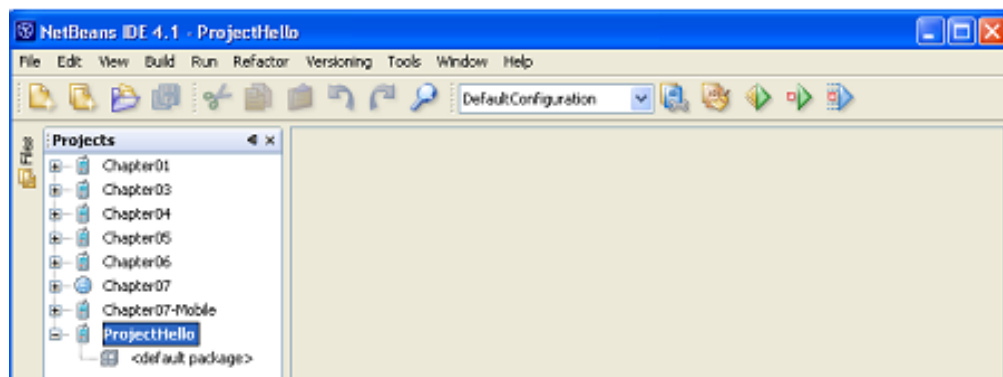 NetBeans IDE 4.1 - ProjectHello
File Edit View Build Run Refactor Versioning Tools Window Help
DefaultConfiguration
Files
Projects
Chapter01
Chapter03
Chapter04
Chapter05
Chapter06
Chapter07
Chapter07-Mobile
ProjectHello
<default package>